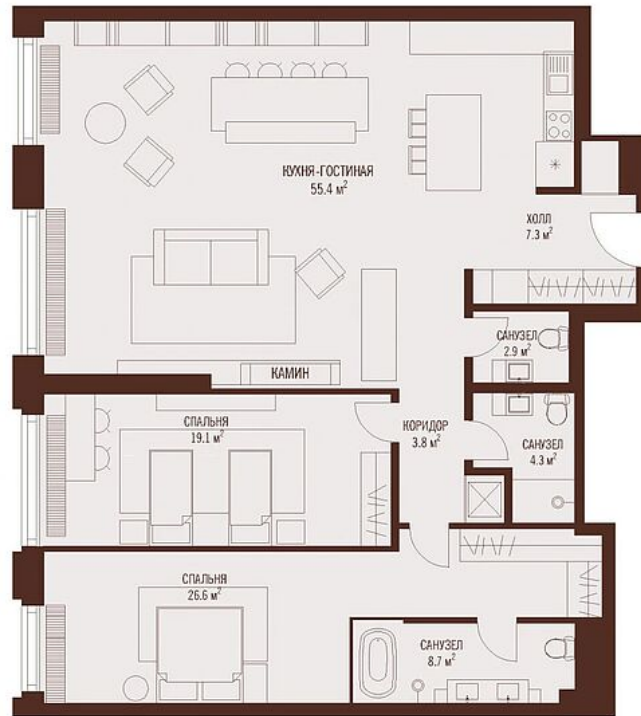 КУХНЯ-ГОСТИНАЯ
55.4 м²
ХОЛЛ
7.3 м²
САНУЗЕЛ
2.9 м²
КАМИН
СПАЛЬНЯ
19.1 м²
КОРИДОР
3.8 м²
САНУЗЕЛ
4.3 м²
СПАЛЬНЯ
26.6 м²
САНУЗЕЛ
8.7 м²